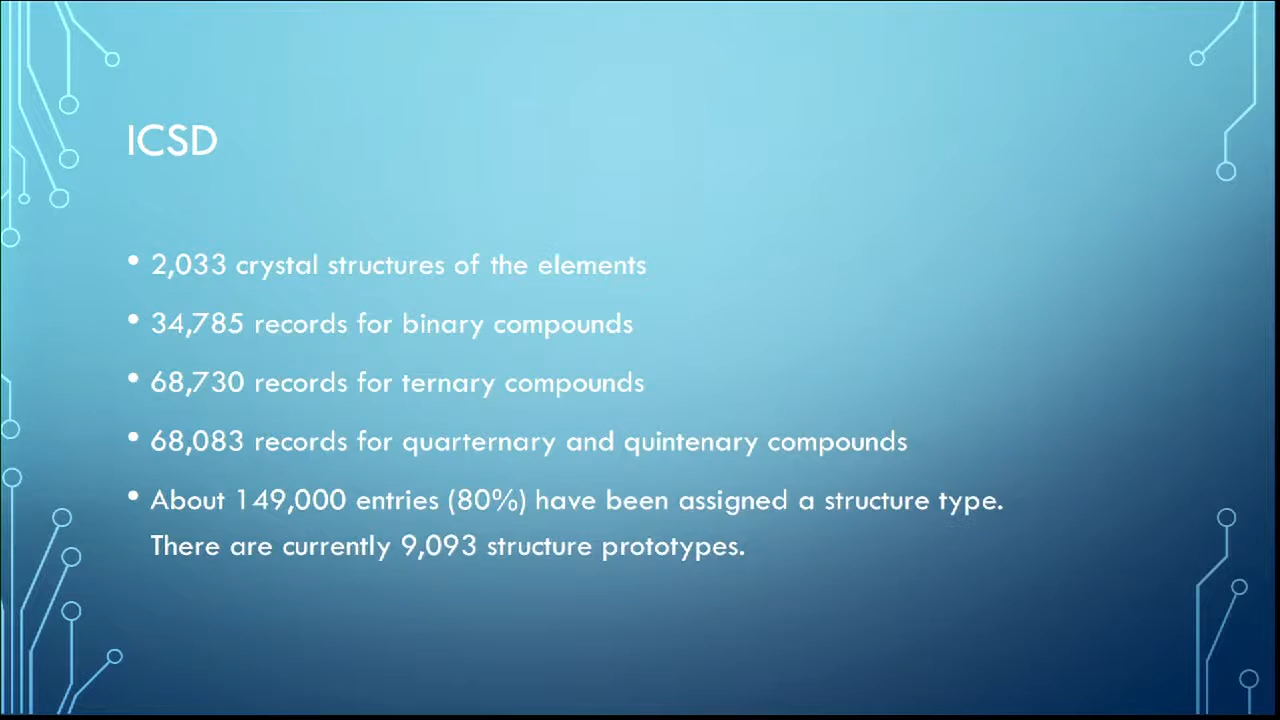 ICSD
• 2,033 crystal structures of the elements
• 34,785 records for binary compounds
• 68,730 records for ternary compounds
• 68,083 records for quarternary and quintenary compounds
• About 149,000 entries (80%) have been assigned a structure type.
There are currently 9,093 structure prototypes.